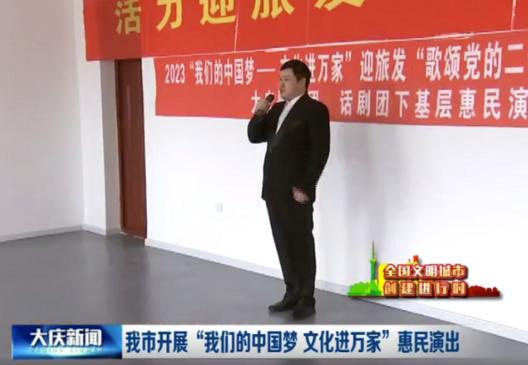 活力迎旅发
2023“我们的中国梦——文化进万家”迎旅发“歌颂党的二
团 话剧团下基层惠民演
全国文明城市
创建进行时
大庆新闻 我市开展“我们的中国梦 文化进万家”惠民演出